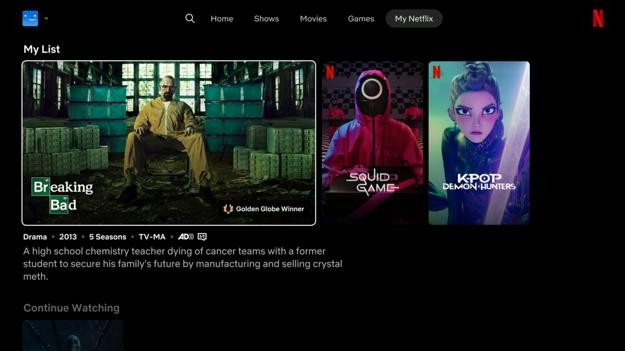 Home Shows Movies Games My Netflix
N
My List
Breaking
Bad
Golden Globe Winner
N
SQUID
GAME
N
K-POP
DEMON HUNTERS
Drama • 2013 • 5 Seasons • TV-MA • AD
A high school chemistry teacher dying of cancer teams with a former
student to secure his family's future by manufacturing and selling crystal
meth.
Continue Watching